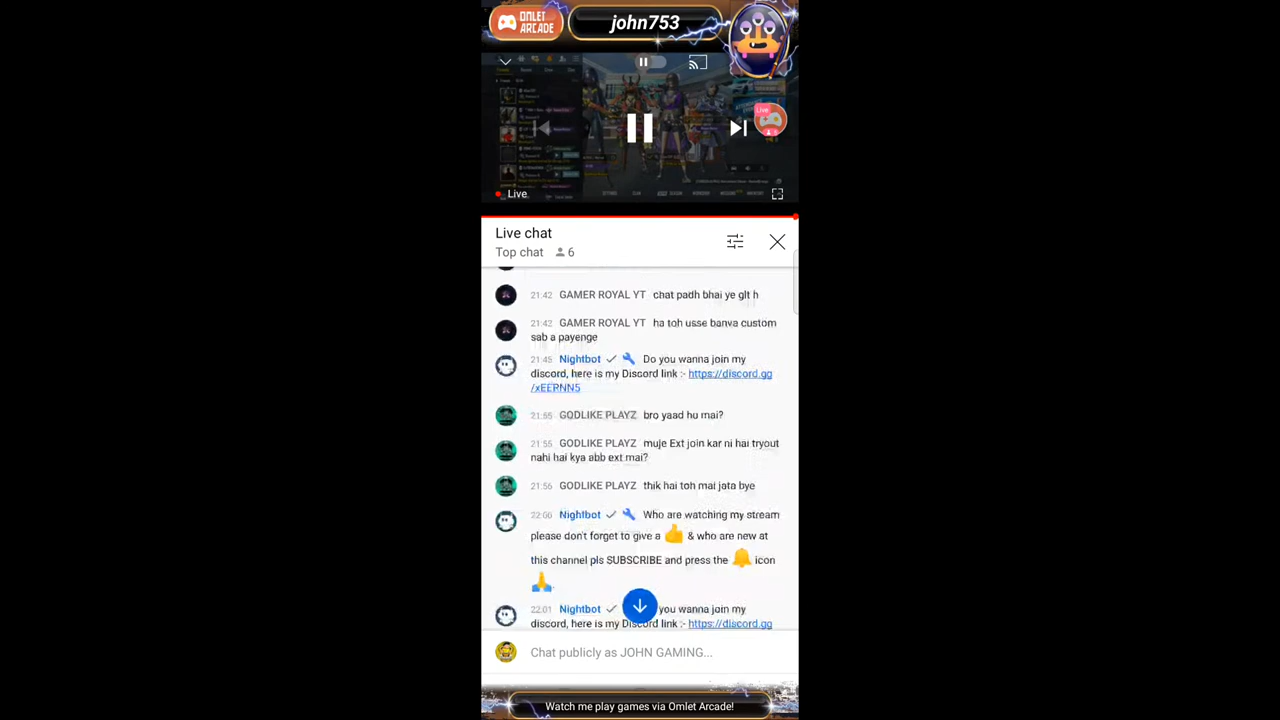 OMLET
ARCADE
john753
Live
Live
Live chat
Top chat 6
21:42 GAMER ROYAL YT chat padh bhai ye glt h
21:42 GAMER ROYAL YT ha toh usse banva custom
sab a payenge
21:45 Nightbot Do you wanna join my
discord, here is my Discord link :- https://discord.gg
/xEERNN5
21:55 GODLIKE PLAYZ bro yaad hu mai?
21:55 GODLIKE PLAYZ muje Ext join kar ni hai tryout
nahi hai kya abb ext mai?
21:56 GODLIKE PLAYZ thik hai toh mai jata bye
22:00 Nightbot Who are watching my stream
please don't forget to give a 👍 & who are new at
this channel pls SUBSCRIBE and press the 🔔 icon
🙏
22:01 Nightbot you wanna join my
discord, here is my Discord link :- https://discord.gg
Chat publicly as JOHN GAMING...
Watch me play games via Omlet Arcade!